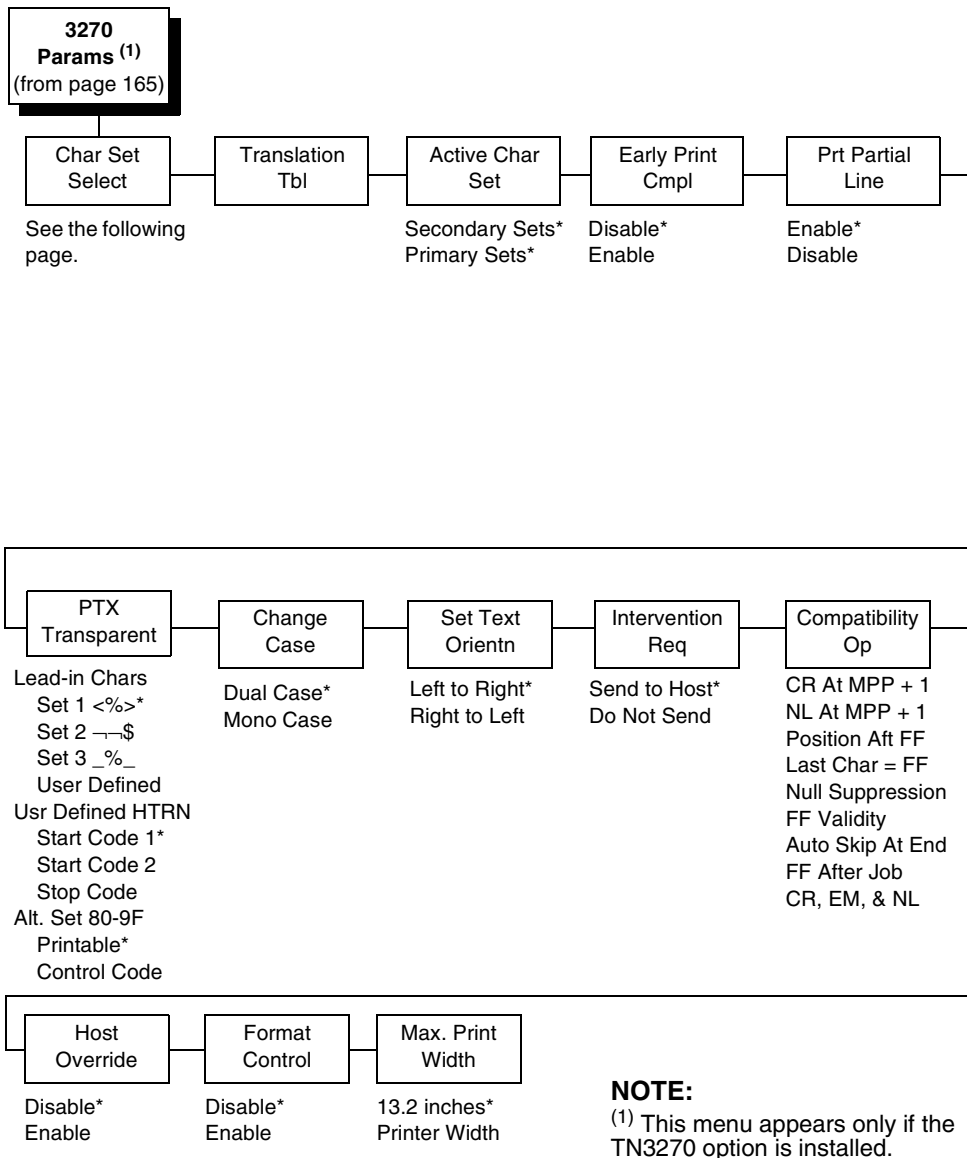 3270
Params (1)
(from page 165)
Char Set
Select
See the following
page.
Translation
Tbl
Active Char
Set
Secondary Sets*
Primary Sets*
Early Print
Cmpl
Disable*
Enable
Prt Partial
Line
Enable*
Disable
PTX
Transparent
Lead-in Chars
Set 1 <%>*
Set 2 ¬¬$
Set 3 _%_
User Defined
Usr Defined HTRN
Start Code 1*
Start Code 2
Stop Code
Alt. Set 80-9F
Printable*
Control Code
Change
Case
Dual Case*
Mono Case
Set Text
Orientn
Left to Right*
Right to Left
Intervention
Req
Send to Host*
Do Not Send
Compatibility
Op
CR At MPP + 1
NL At MPP + 1
Position Aft FF
Last Char = FF
Null Suppression
FF Validity
Auto Skip At End
FF After Job
CR, EM, & NL
Host
Override
Disable*
Enable
Format
Control
Disable*
Enable
Max. Print
Width
13.2 inches*
Printer Width
NOTE:
(1) This menu appears only if the
TN3270 option is installed.